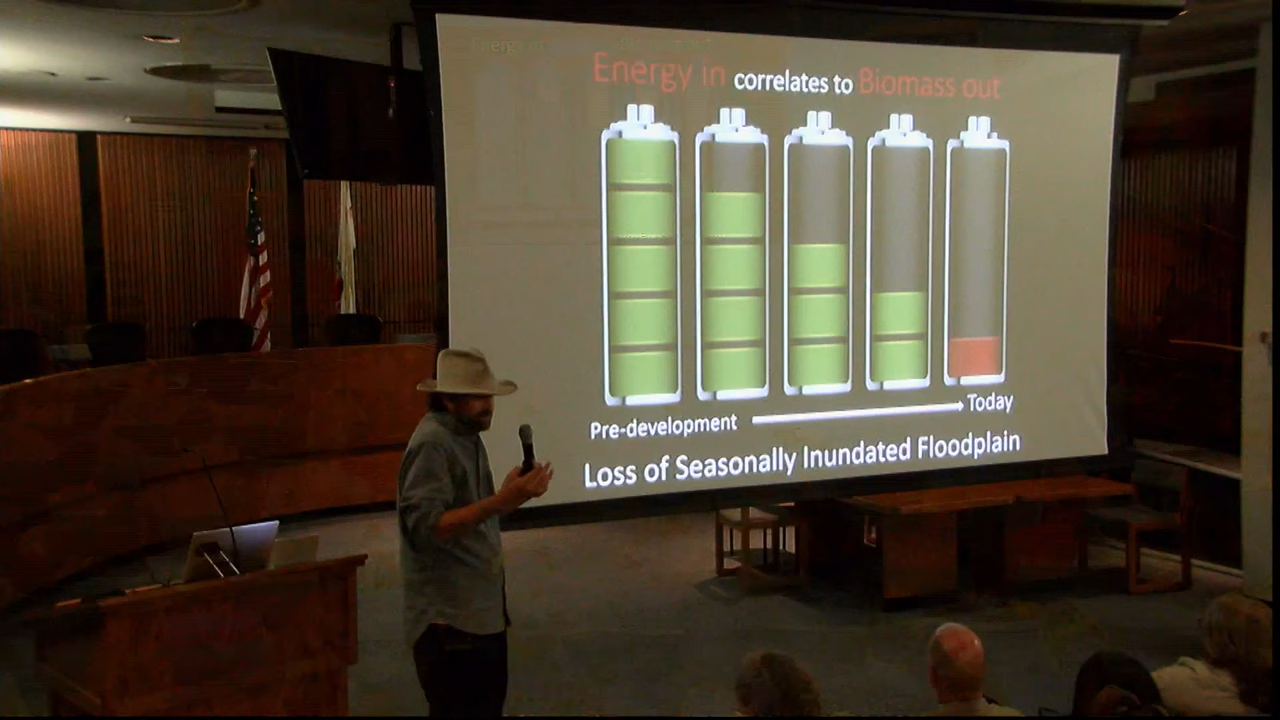 Energy in correlates to Biomass out
Pre-development
Today
Loss of Seasonally Inundated Floodplain